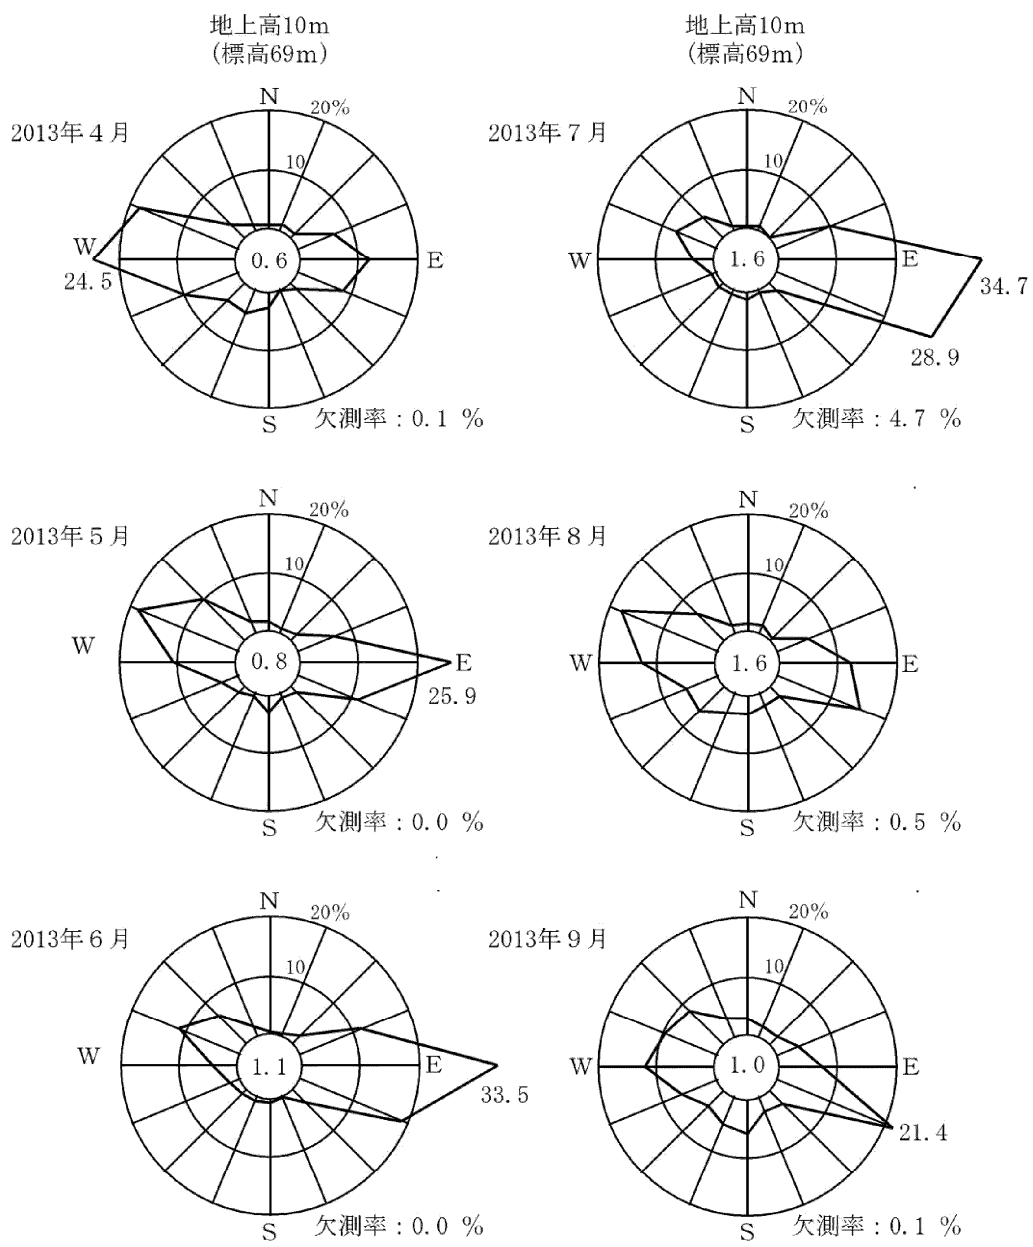 地上高10m
(標高69m)
地上高10m
(標高69m)
2013年4月
N
20%
10
W
0.6
E
24.5
S
欠測率：0.1 %
2013年7月
N
20%
10
W
1.6
E
34.7
28.9
S
欠測率：4.7 %
2013年5月
N
20%
10
W
0.8
E
25.9
S
欠測率：0.0 %
2013年8月
N
20%
10
W
1.6
E
S
欠測率：0.5 %
2013年6月
N
20%
10
W
1.1
E
33.5
S
欠測率：0.0 %
2013年9月
N
20%
10
W
1.0
E
21.4
S
欠測率：0.1 %